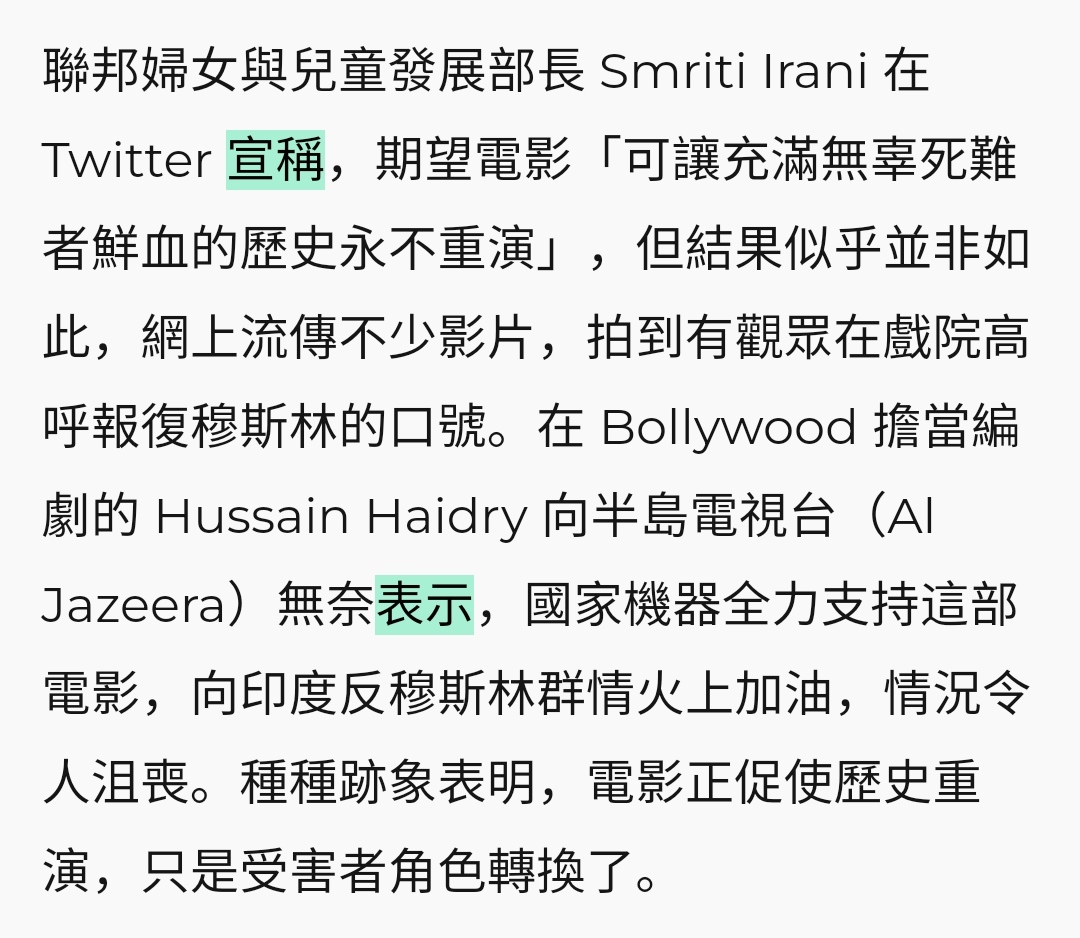 聯邦婦女與兒童發展部長 Smriti Irani 在
Twitter 宣稱，期望電影「可讓充滿無辜死難
者鮮血的歷史永不重演」，但結果似乎並非如
此，網上流傳不少影片，拍到有觀眾在戲院高
呼報復穆斯林的口號。在 Bollywood 擔當編
劇的 Hussain Haidry 向半島電視台（Al
Jazeera）無奈表示，國家機器全力支持這部
電影，向印度反穆斯林群情火上加油，情況令
人沮喪。種種跡象表明，電影正促使歷史重
演，只是受害者角色轉換了。